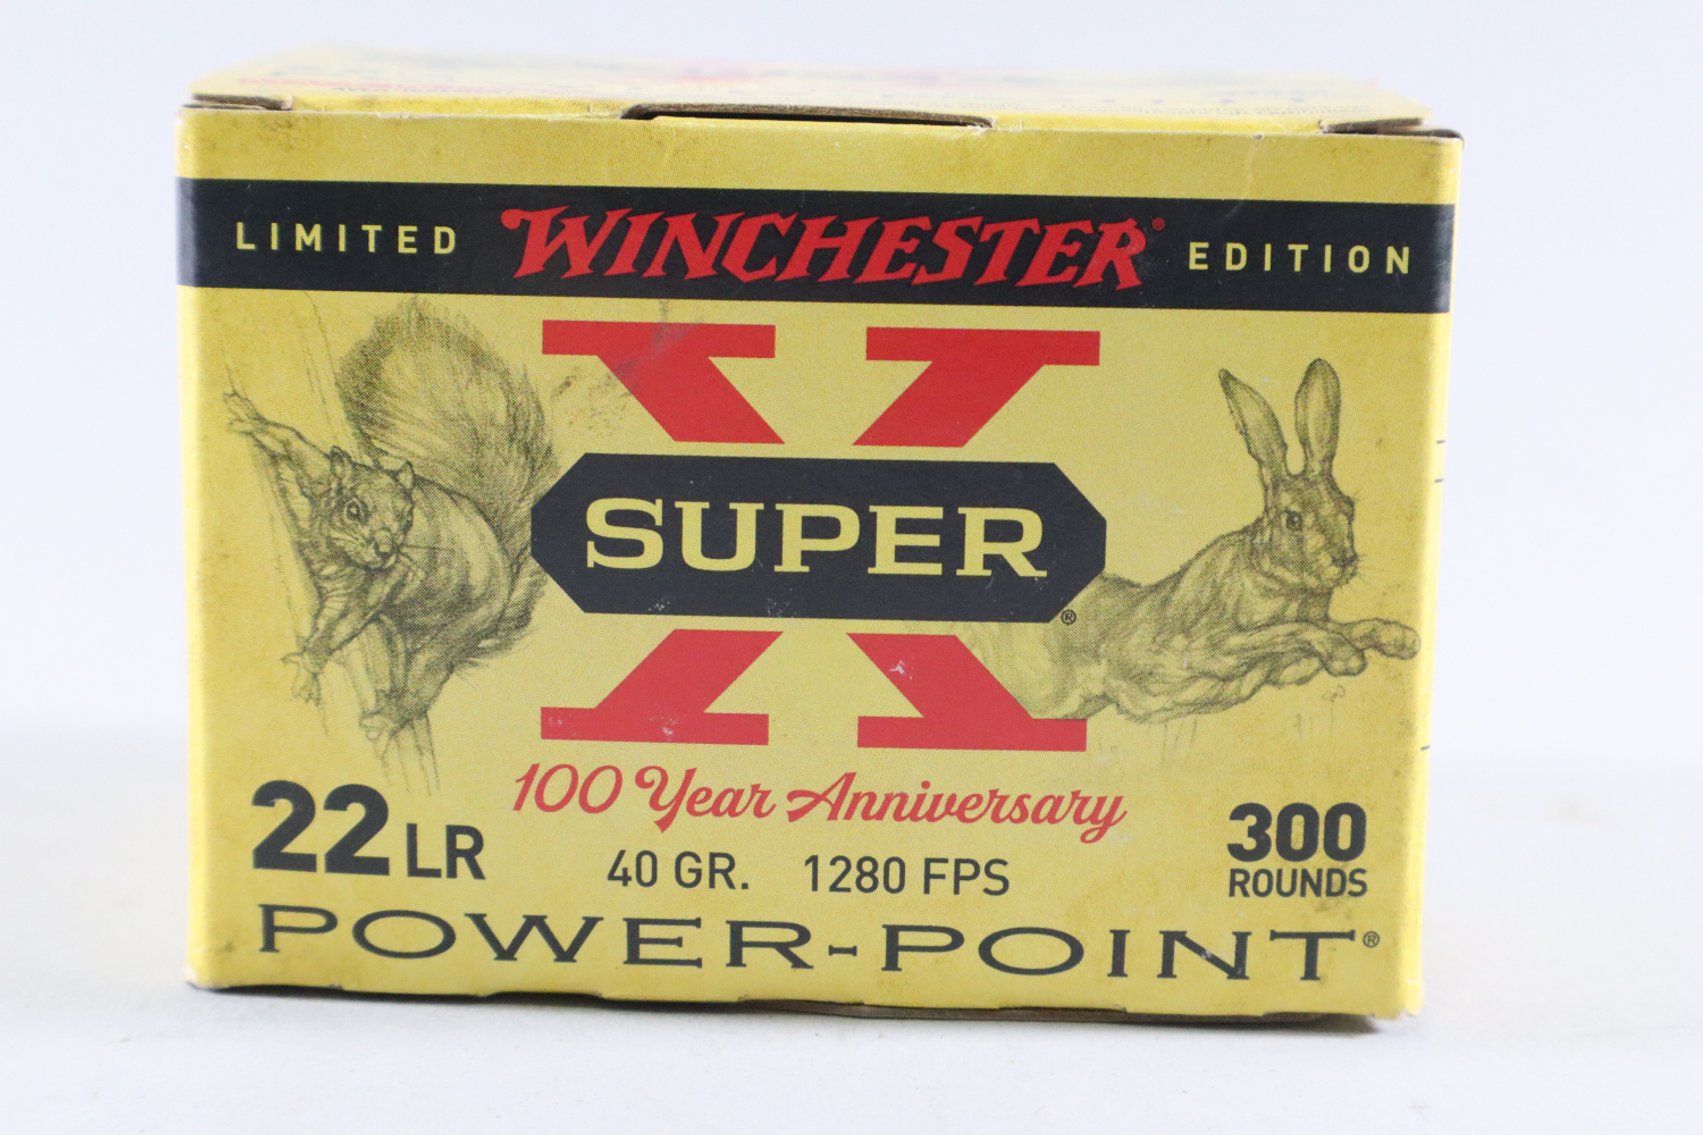 LIMITED WINCHESTER® EDITION
X
SUPER®
100 Year Anniversary
22 LR 40 GR. 1280 FPS 300 ROUNDS
POWER-POINT®